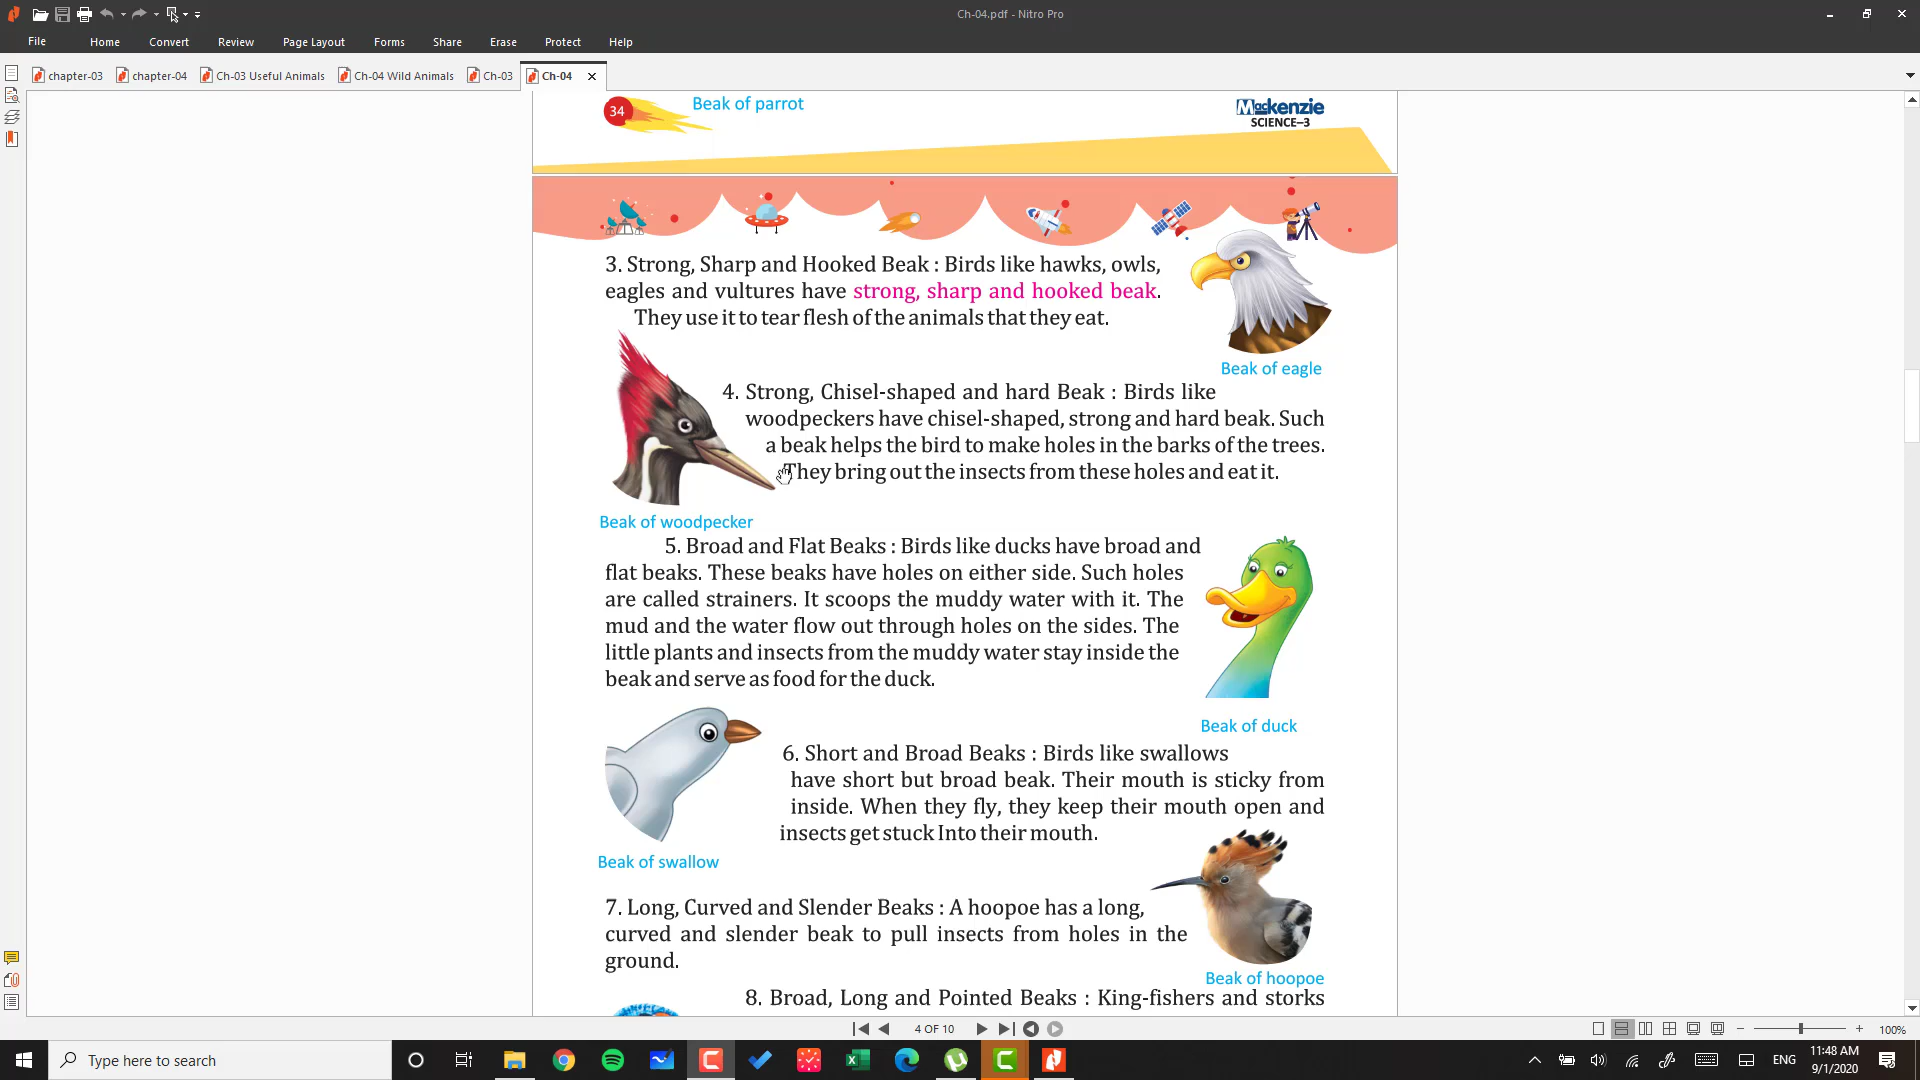 Ch-04.pdf - Nitro Pro
File Home Convert Review Page Layout Forms Share Erase Protect Help
chapter-03 chapter-04 Ch-03 Useful Animals Ch-04 Wild Animals Ch-03 Ch-04
34 Beak of parrot
Mackenzie
SCIENCE–3
3. Strong, Sharp and Hooked Beak : Birds like hawks, owls,
eagles and vultures have strong, sharp and hooked beak.
They use it to tear flesh of the animals that they eat.
Beak of eagle
4. Strong, Chisel-shaped and hard Beak : Birds like
woodpeckers have chisel-shaped, strong and hard beak. Such
a beak helps the bird to make holes in the barks of the trees.
They bring out the insects from these holes and eat it.
Beak of woodpecker
5. Broad and Flat Beaks : Birds like ducks have broad and
flat beaks. These beaks have holes on either side. Such holes
are called strainers. It scoops the muddy water with it. The
mud and the water flow out through holes on the sides. The
little plants and insects from the muddy water stay inside the
beak and serve as food for the duck.
Beak of duck
6. Short and Broad Beaks : Birds like swallows
have short but broad beak. Their mouth is sticky from
inside. When they fly, they keep their mouth open and
insects get stuck Into their mouth.
Beak of swallow
7. Long, Curved and Slender Beaks : A hoopoe has a long,
curved and slender beak to pull insects from holes in the
ground.
Beak of hoopoe
8. Broad, Long and Pointed Beaks : King-fishers and storks
4 OF 10
100%
Type here to search
ENG
11:48 AM
9/1/2020